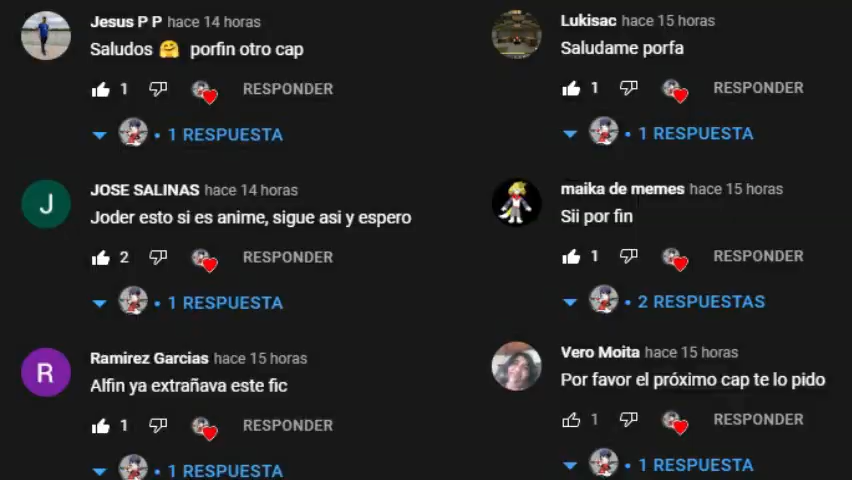 Jesus P P hace 14 horas
Saludos 🤗 porfin otro cap
1 RESPONDER
• 1 RESPUESTA
JOSE SALINAS hace 14 horas
Joder esto si es anime, sigue asi y espero
2 RESPONDER
• 1 RESPUESTA
J
Ramirez Garcias hace 15 horas
Alfin ya extrañava este fic
1 RESPONDER
• 1 RESPUESTA
R
Lukisac hace 15 horas
Saludame porfa
1 RESPONDER
• 1 RESPUESTA
maika de memes hace 15 horas
Sii por fin
1 RESPONDER
• 2 RESPUESTAS
Vero Moita hace 15 horas
Por favor el próximo cap te lo pido
1 RESPONDER
• 1 RESPUESTA